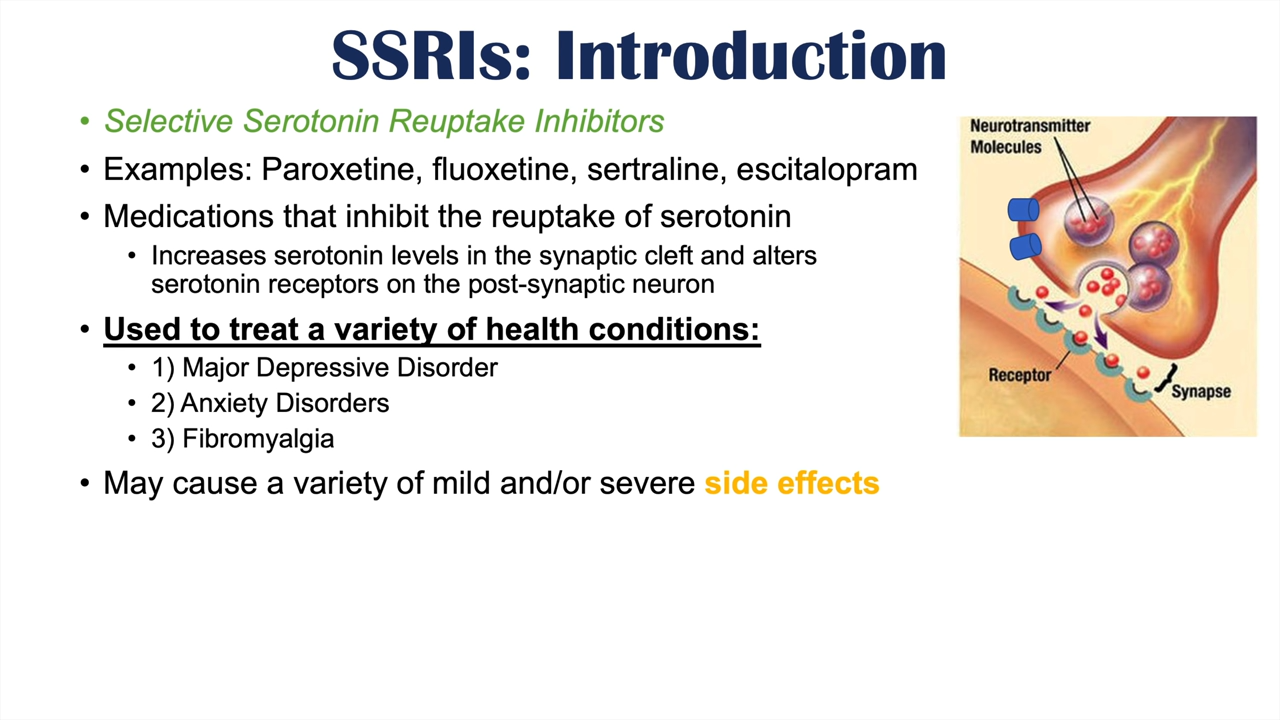 SSRIs: Introduction
• Selective Serotonin Reuptake Inhibitors
• Examples: Paroxetine, fluoxetine, sertraline, escitalopram
• Medications that inhibit the reuptake of serotonin
• Increases serotonin levels in the synaptic cleft and alters
serotonin receptors on the post-synaptic neuron
• Used to treat a variety of health conditions:
• 1) Major Depressive Disorder
• 2) Anxiety Disorders
• 3) Fibromyalgia
• May cause a variety of mild and/or severe side effects
Neurotransmitter
Molecules
Receptor
Synapse